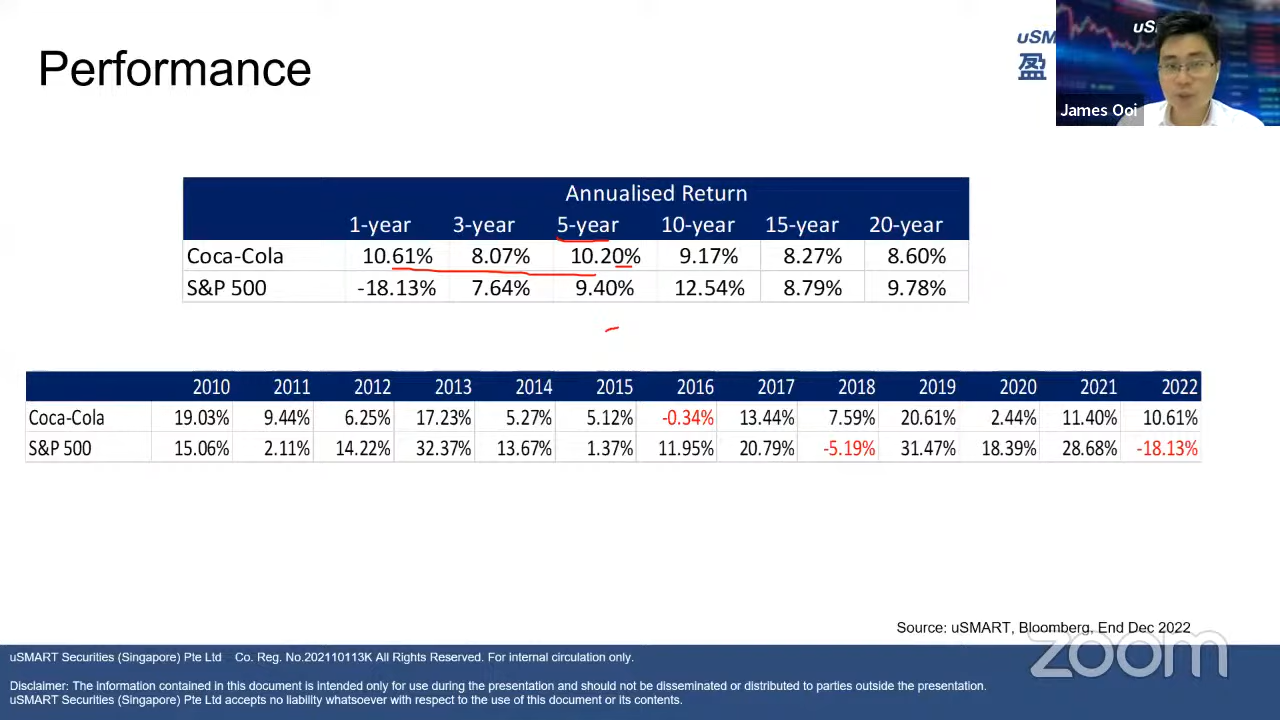 Performance
uSM
盈
uS
James Ooi
Annualised Return
1-year 3-year 5-year 10-year 15-year 20-year
Coca-Cola 10.61% 8.07% 10.20% 9.17% 8.27% 8.60%
S&P 500 -18.13% 7.64% 9.40% 12.54% 8.79% 9.78%
2010 2011 2012 2013 2014 2015 2016 2017 2018 2019 2020 2021 2022
Coca-Cola 19.03% 9.44% 6.25% 17.23% 5.27% 5.12% -0.34% 13.44% 7.59% 20.61% 2.44% 11.40% 10.61%
S&P 500 15.06% 2.11% 14.22% 32.37% 13.67% 1.37% 11.95% 20.79% -5.19% 31.47% 18.39% 28.68% -18.13%
Source: uSMART, Bloomberg, End Dec 2022
zoom
uSMART Securities (Singapore) Pte Ltd Co. Reg. No.202110113K All Rights Reserved. For internal circulation only.
Disclaimer: The information contained in this document is intended only for use during the presentation and should not be disseminated or distributed to parties outside the presentation.
uSMART Securities (Singapore) Pte Ltd accepts no liability whatsoever with respect to the use of this document or its contents.